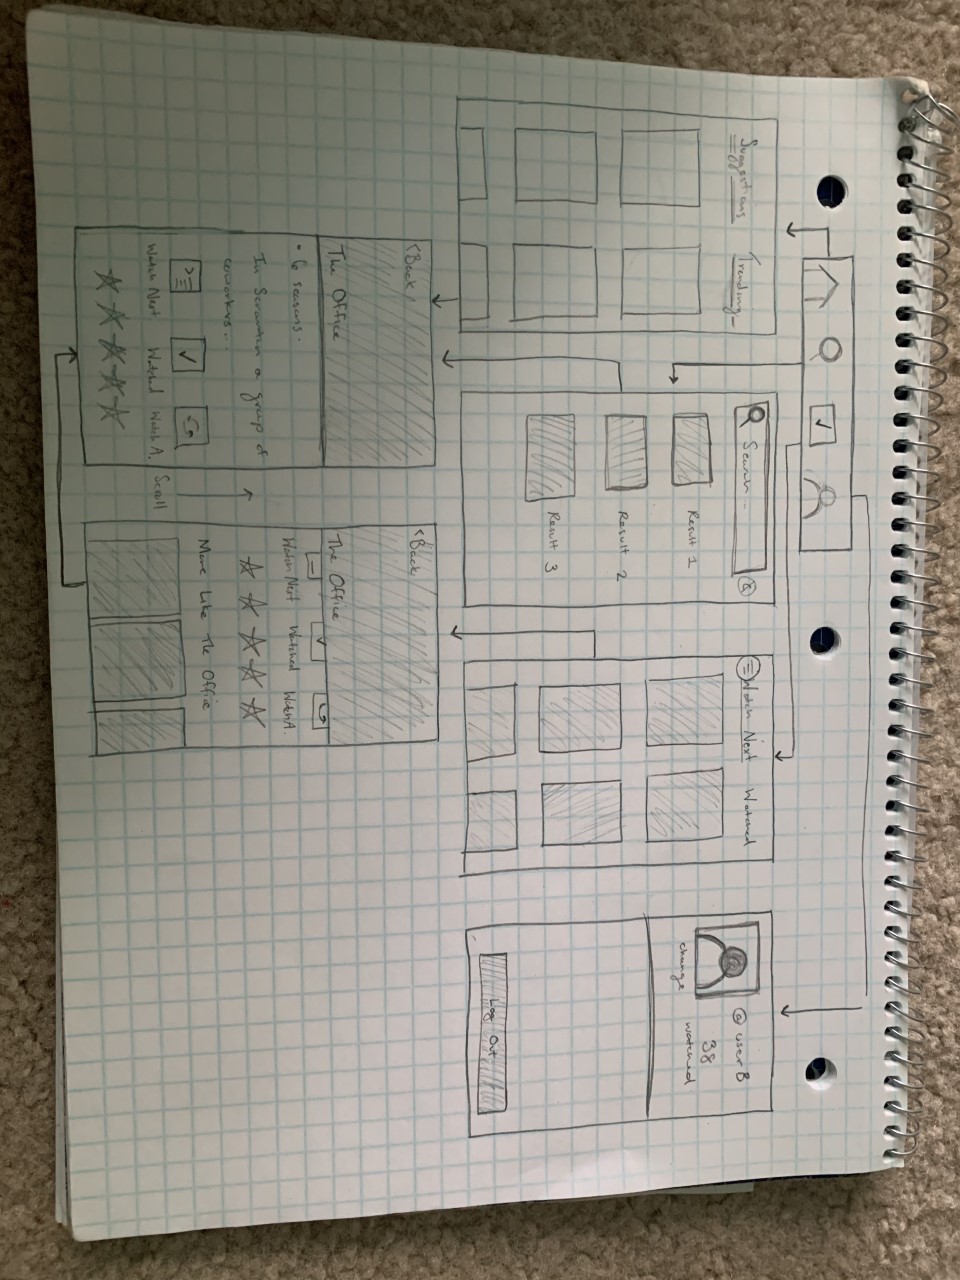 Suggestions Trending
Search...
Result 1
Result 2
Result 3
Watch Next Watched
@ user B
38
watched
change
Log Out
<Back
The Office
• 6 seasons.
In Scranton a group of
coworkers...
Watch Next Watched Watch A.
Scroll
<Back
The Office
Watch Next Watched Watch A.
More Like The Office